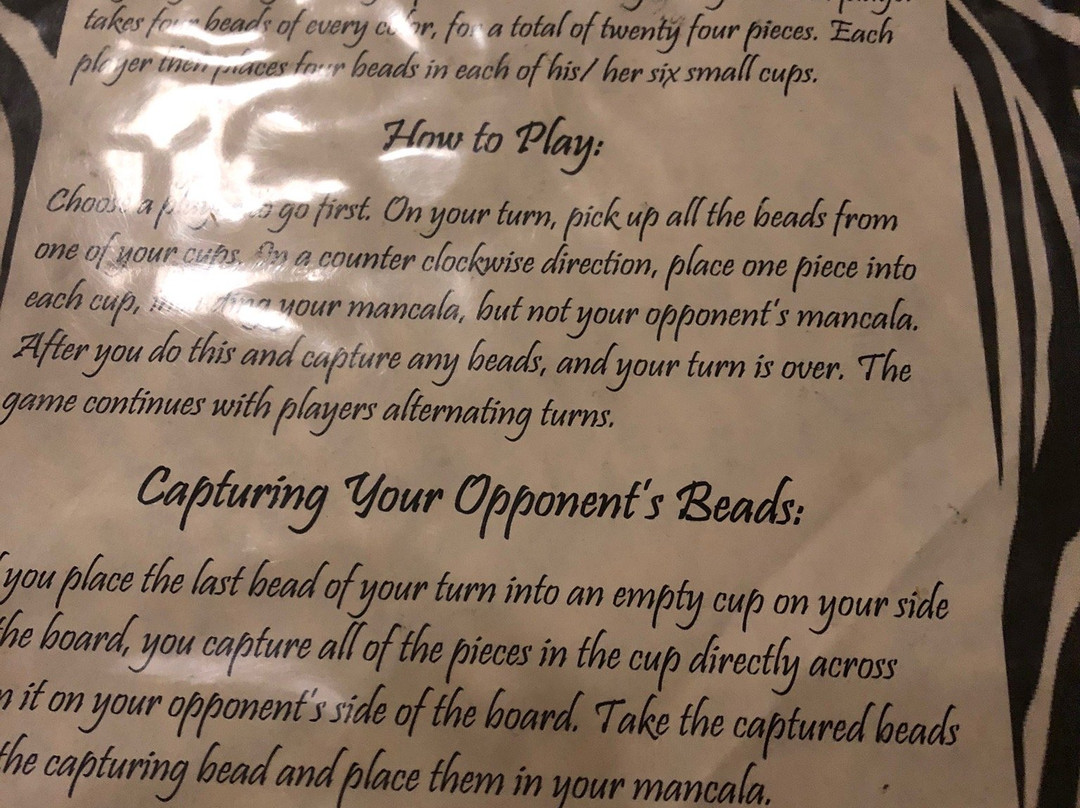 takes four beads of every color, for a total of twenty four pieces. Each
player then places four beads in each of his/ her six small cups.
How to Play:
Choose a player to go first. On your turn, pick up all the beads from
one of your cups. In a counter clockwise direction, place one piece into
each cup, including your mancala, but not your opponent's mancala.
After you do this and capture any beads, and your turn is over. The
game continues with players alternating turns.
Capturing Your Opponent's Beads:
you place the last bead of your turn into an empty cup on your side
the board, you capture all of the pieces in the cup directly across
it on your opponent's side of the board. Take the captured beads
the capturing bead and place them in your mancala.